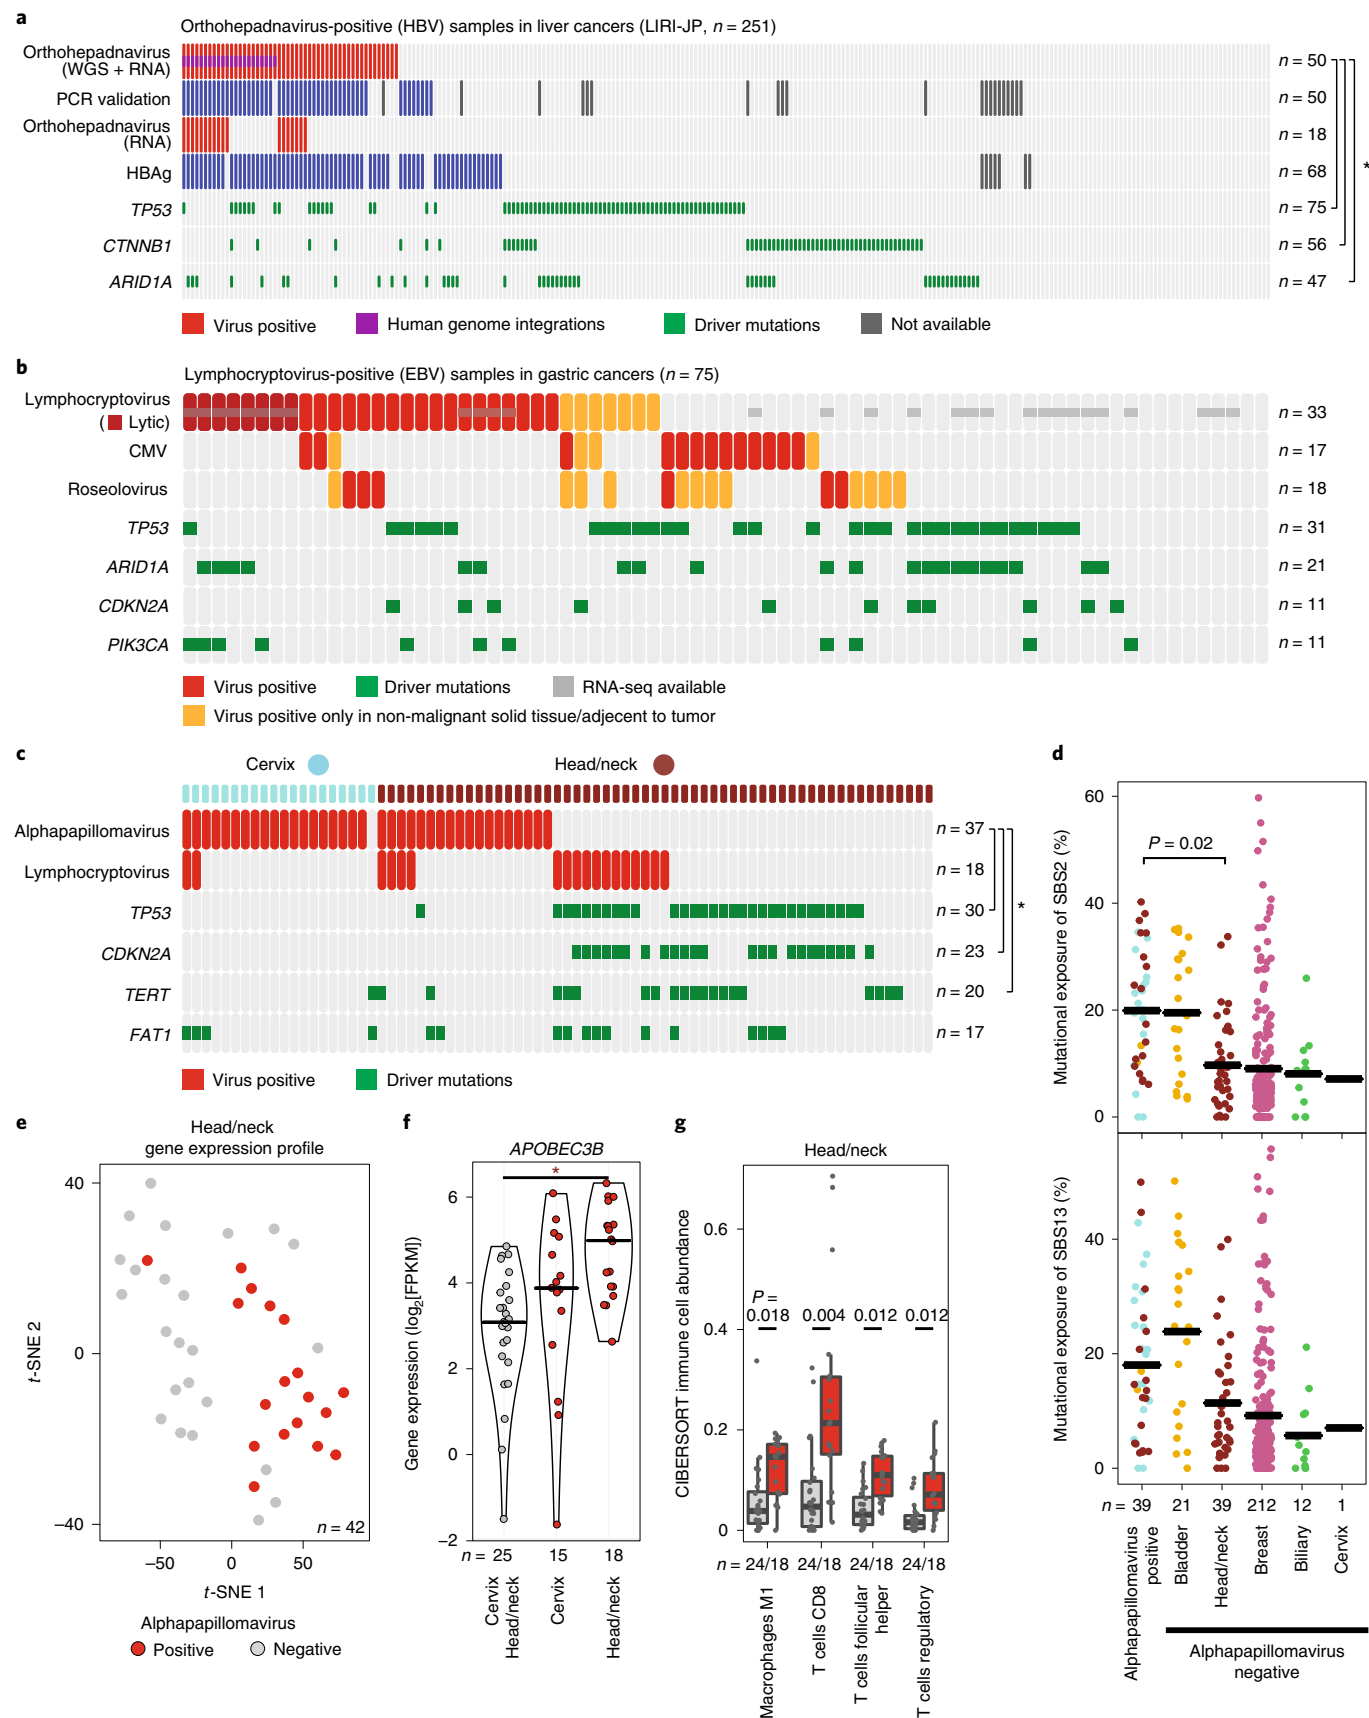 a
Orthohepadnavirus-positive (HBV) samples in liver cancers (LIRI-JP, n = 251)
Orthohepadnavirus
(WGS + RNA)
n = 50
PCR validation
n = 50
Orthohepadnavirus
(RNA)
n = 18
HBAg
n = 68
*
TP53
n = 75
CTNNB1
n = 56
ARID1A
n = 47
Virus positive
Human genome integrations
Driver mutations
Not available
b
Lymphocryptovirus-positive (EBV) samples in gastric cancers (n = 75)
Lymphocryptovirus
( Lytic)
n = 33
CMV
n = 17
Roseolovirus
n = 18
TP53
n = 31
ARID1A
n = 21
CDKN2A
n = 11
PIK3CA
n = 11
Virus positive
Driver mutations
RNA-seq available
Virus positive only in non-malignant solid tissue/adjacent to tumor
c
Cervix
Head/neck
Alphapapillomavirus
n = 37
Lymphocryptovirus
n = 18
TP53
n = 30
*
CDKN2A
n = 23
TERT
n = 20
FAT1
n = 17
Virus positive
Driver mutations
d
Mutational exposure of SBS2 (%)
60
40
20
0
P = 0.02
Mutational exposure of SBS13 (%)
40
20
0
n = 39 21 39 212 12 1
Alphapapillomavirus
positive
Bladder
Head/neck
Breast
Biliary
Cervix
Alphapapillomavirus
negative
e
Head/neck
gene expression profile
t-SNE 2
40
0
−40
n = 42
−50 0 50
t-SNE 1
Alphapapillomavirus
Positive
Negative
f
APOBEC3B
*
Gene expression (log2[FPKM])
6
4
2
0
−2
n = 25 15 18
Cervix
Head/neck
Cervix
Head/neck
g
Head/neck
CIBERSORT immune cell abundance
0.6
0.4
0.2
0
P =
0.018 0.004 0.012 0.012
n = 24/18 24/18 24/18 24/18
Macrophages M1
T cells CD8
T cells follicular
helper
T cells regulatory